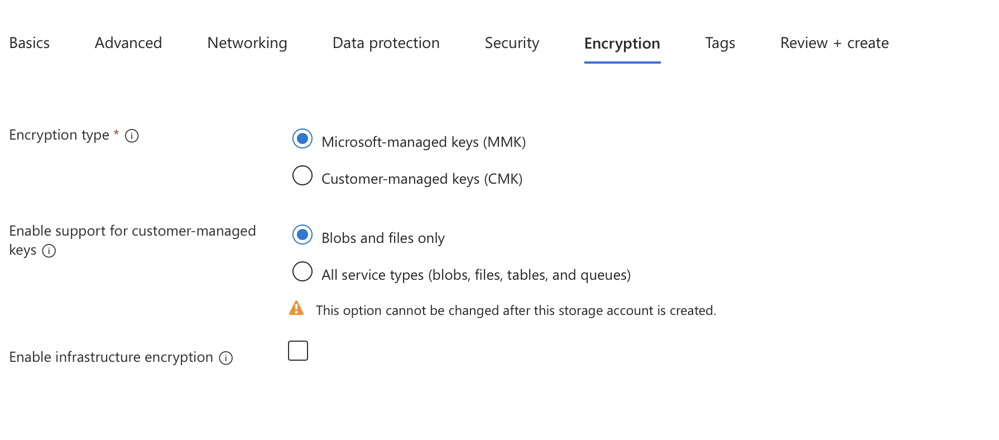 Basics Advanced Networking Data protection Security Encryption Tags Review + create
Encryption type *
Microsoft-managed keys (MMK)
Customer-managed keys (CMK)
Enable support for customer-managed
keys
Blobs and files only
All service types (blobs, files, tables, and queues)
This option cannot be changed after this storage account is created.
Enable infrastructure encryption